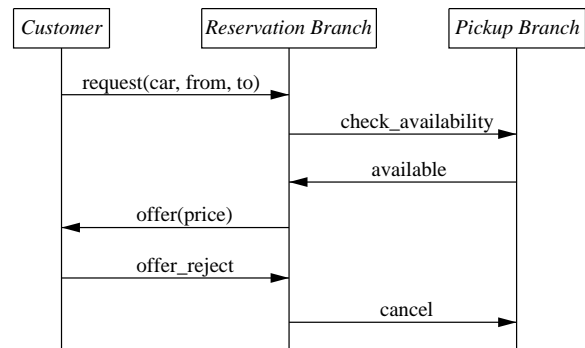 Customer
Reservation Branch
Pickup Branch
request(car, from, to)
check_availability
available
offer(price)
offer_reject
cancel